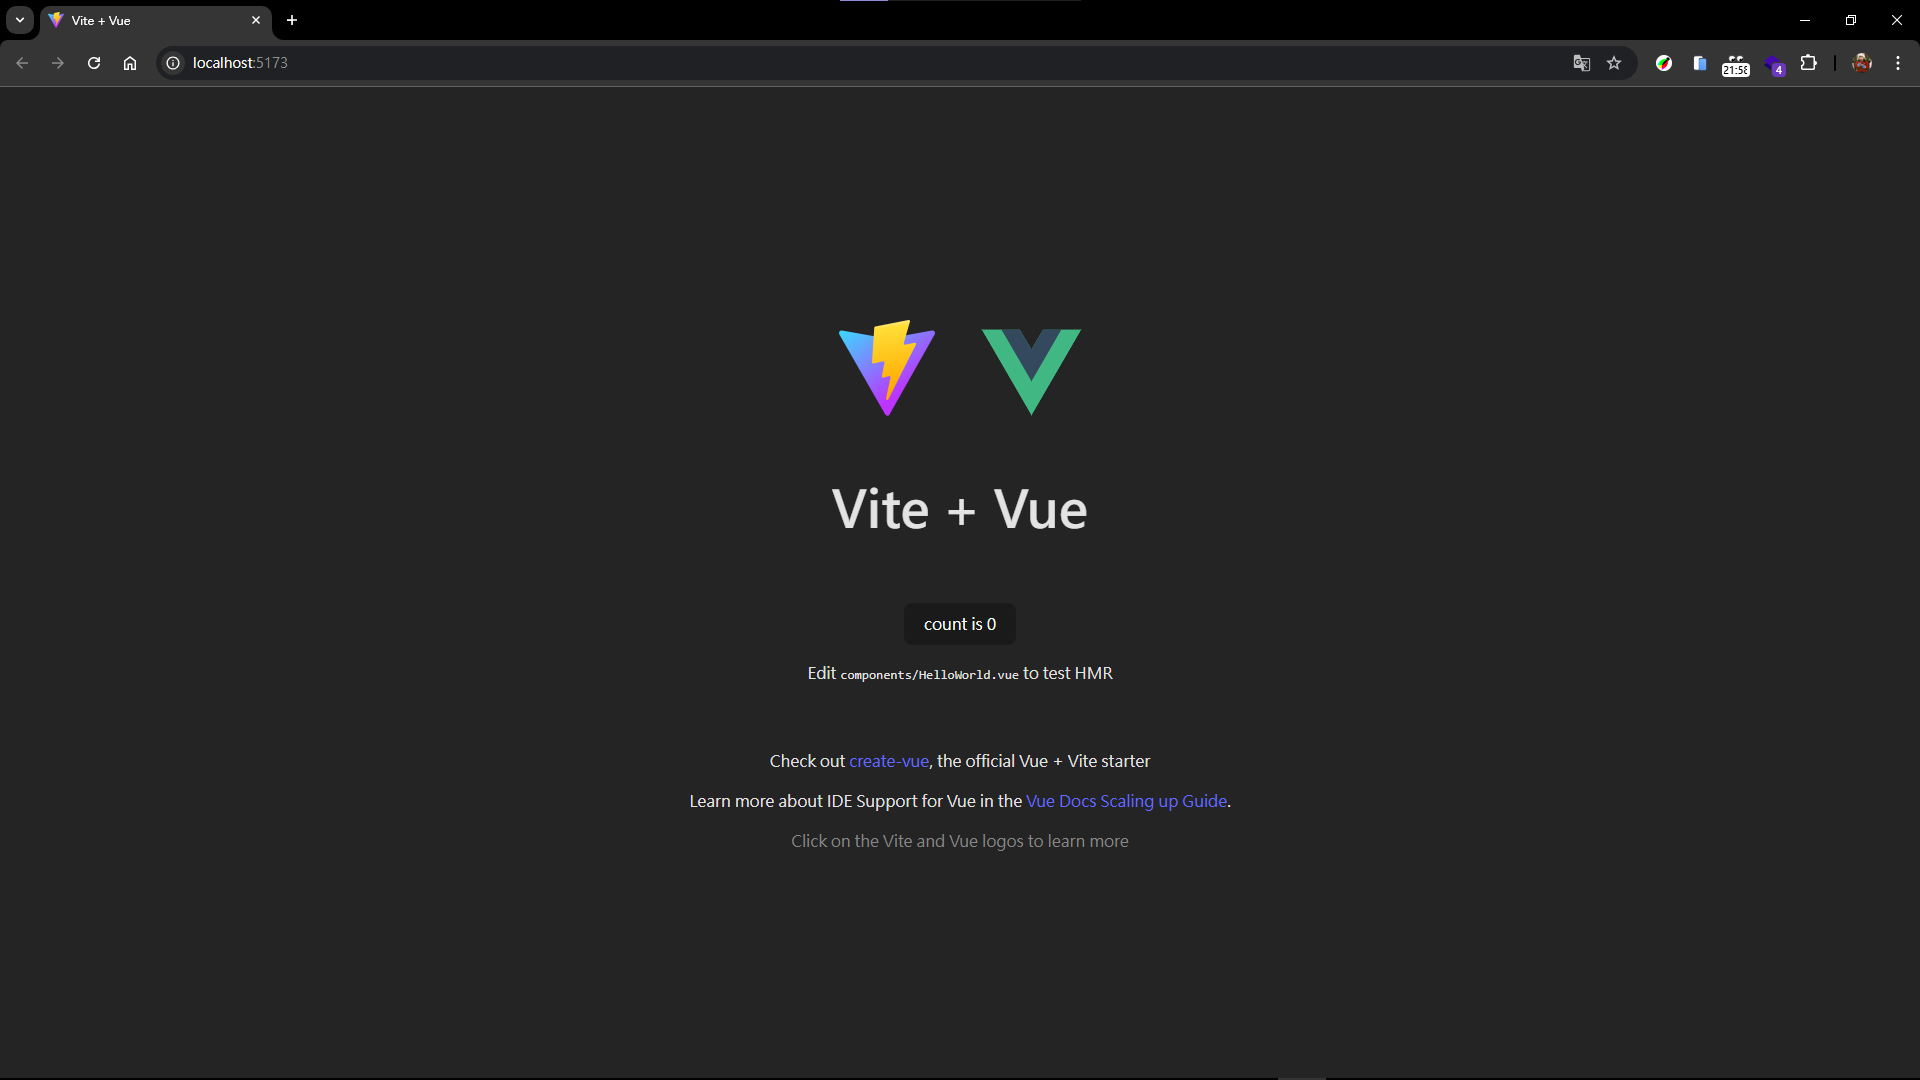 Vite + Vue
localhost:5173
21:58
4
Vite + Vue
count is 0
Edit components/HelloWorld.vue to test HMR
Check out create-vue, the official Vue + Vite starter
Learn more about IDE Support for Vue in the Vue Docs Scaling up Guide.
Click on the Vite and Vue logos to learn more